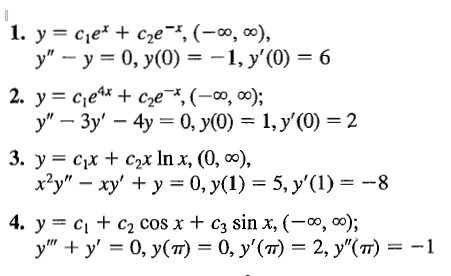 1. y = c₁eˣ + c₂e⁻ˣ, (−∞, ∞),
y″ − y = 0, y(0) = −1, y′(0) = 6
2. y = c₁e⁴ˣ + c₂e⁻ˣ, (−∞, ∞);
y″ − 3y′ − 4y = 0, y(0) = 1, y′(0) = 2
3. y = c₁x + c₂x ln x, (0, ∞),
x²y″ − xy′ + y = 0, y(1) = 5, y′(1) = −8
4. y = c₁ + c₂ cos x + c₃ sin x, (−∞, ∞);
y‴ + y′ = 0, y(π) = 0, y′(π) = 2, y″(π) = −1